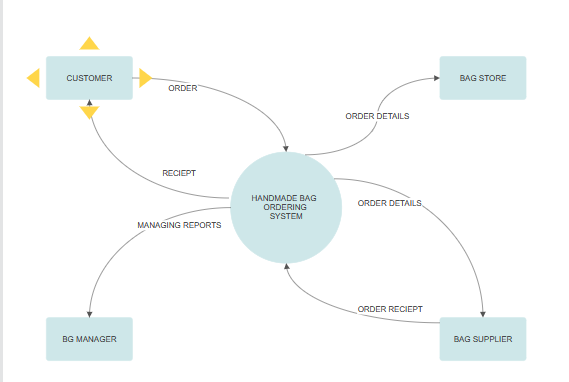 CUSTOMER
ORDER
BAG STORE
ORDER DETAILS
RECIEPT
HANDMADE BAG
ORDERING
SYSTEM
ORDER DETAILS
MANAGING REPORTS
ORDER RECIEPT
BG MANAGER
BAG SUPPLIER